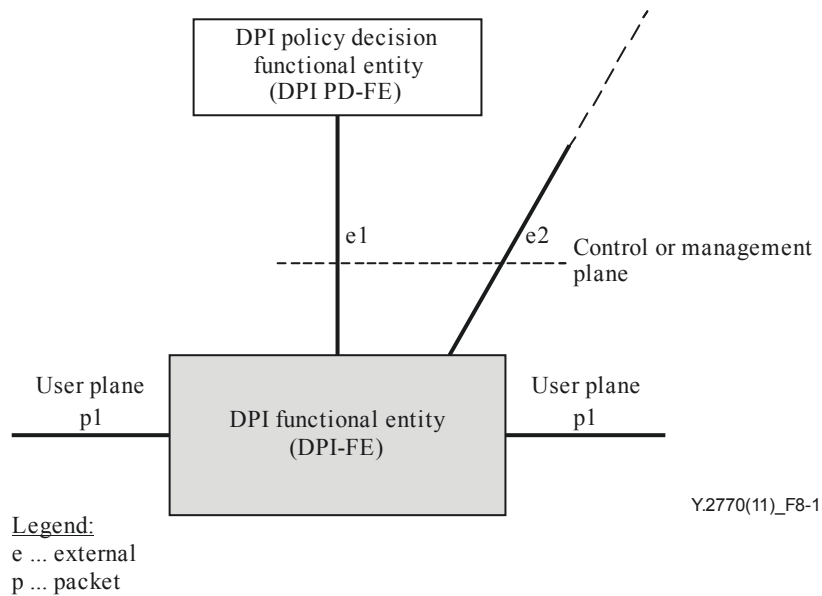 DPI policy decision
functional entity
(DPI PD-FE)
e1
e2
Control or management
plane
User plane
p1
DPI functional entity
(DPI-FE)
User plane
p1
Y.2770(11)_F8-1
Legend:
e ... external
p ... packet